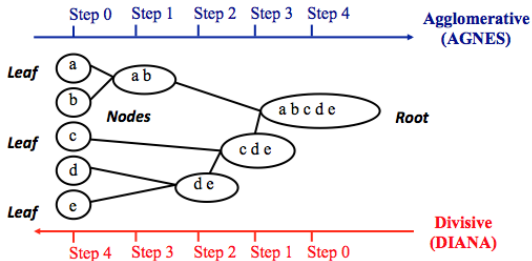 Step 0 Step 1 Step 2 Step 3 Step 4
Agglomerative
(AGNES)
Leaf a
a b
b
Nodes
a b c d e
Root
Leaf c
c d e
d
d e
Leaf e
Divisive
(DIANA)
Step 4 Step 3 Step 2 Step 1 Step 0